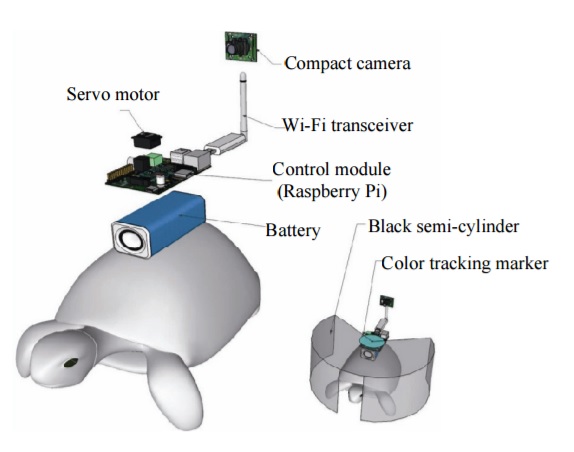 Compact camera
Servo motor
Wi-Fi transceiver
Control module
(Raspberry Pi)
Battery
Black semi-cylinder
Color tracking marker